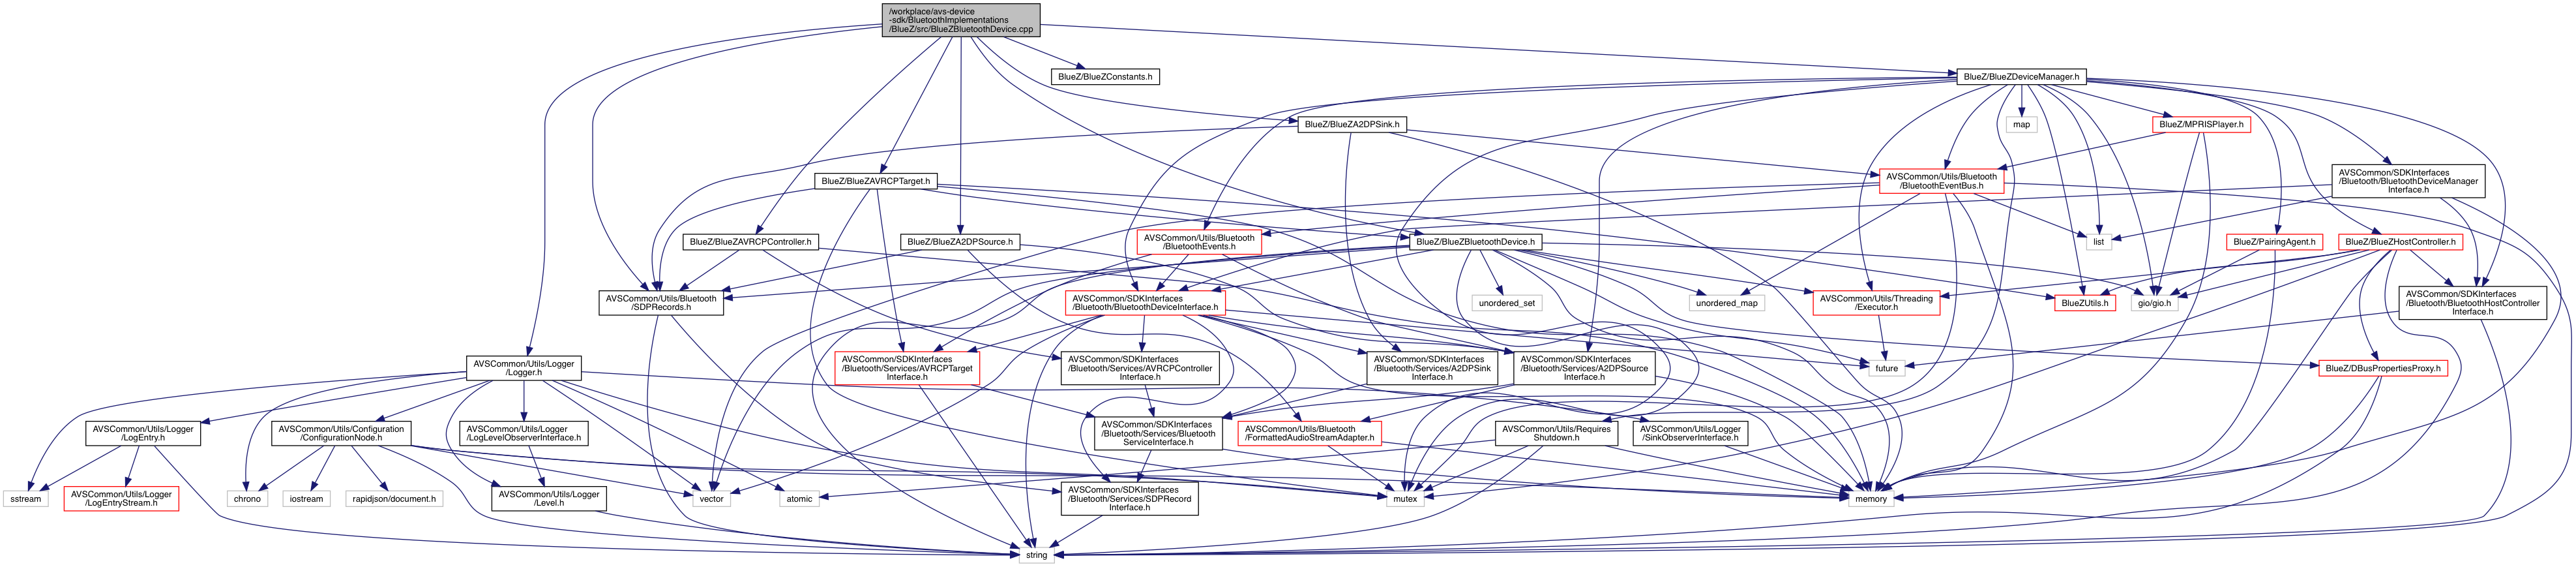 /workplace/avs-device
-sdk/BluetoothImplementations
/BlueZ/src/BlueZBluetoothDevice.cpp
BlueZ/BlueZConstants.h
BlueZ/BlueZDeviceManager.h
BlueZ/BlueZA2DPSink.h
map
BlueZ/MPRISPlayer.h
BlueZ/BlueZAVRCPTarget.h
AVSCommon/Utils/Bluetooth
/BluetoothEventBus.h
AVSCommon/SDKInterfaces
/Bluetooth/BluetoothDeviceManager
Interface.h
BlueZ/BlueZAVRCPController.h
BlueZ/BlueZA2DPSource.h
AVSCommon/Utils/Bluetooth
/BluetoothEvents.h
BlueZ/BlueZBluetoothDevice.h
list
BlueZ/PairingAgent.h
BlueZ/BlueZHostController.h
AVSCommon/Utils/Bluetooth
/SDPRecords.h
AVSCommon/SDKInterfaces
/Bluetooth/BluetoothDeviceInterface.h
unordered_set
unordered_map
AVSCommon/Utils/Threading
/Executor.h
BlueZUtils.h
gio/gio.h
AVSCommon/SDKInterfaces
/Bluetooth/BluetoothHostController
Interface.h
AVSCommon/Utils/Logger
/Logger.h
AVSCommon/SDKInterfaces
/Bluetooth/Services/AVRCPTarget
Interface.h
AVSCommon/SDKInterfaces
/Bluetooth/Services/AVRCPController
Interface.h
AVSCommon/SDKInterfaces
/Bluetooth/Services/A2DPSink
Interface.h
AVSCommon/SDKInterfaces
/Bluetooth/Services/A2DPSource
Interface.h
future
BlueZ/DBusPropertiesProxy.h
AVSCommon/Utils/Logger
/LogEntry.h
AVSCommon/Utils/Configuration
/ConfigurationNode.h
AVSCommon/Utils/Logger
/LogLevelObserverInterface.h
AVSCommon/SDKInterfaces
/Bluetooth/Services/Bluetooth
ServiceInterface.h
AVSCommon/Utils/Bluetooth
/FormattedAudioStreamAdapter.h
AVSCommon/Utils/Requires
Shutdown.h
AVSCommon/Utils/Logger
/SinkObserverInterface.h
sstream
AVSCommon/Utils/Logger
/LogEntryStream.h
chrono
iostream
rapidjson/document.h
AVSCommon/Utils/Logger
/Level.h
vector
atomic
AVSCommon/SDKInterfaces
/Bluetooth/Services/SDPRecord
Interface.h
mutex
memory
string